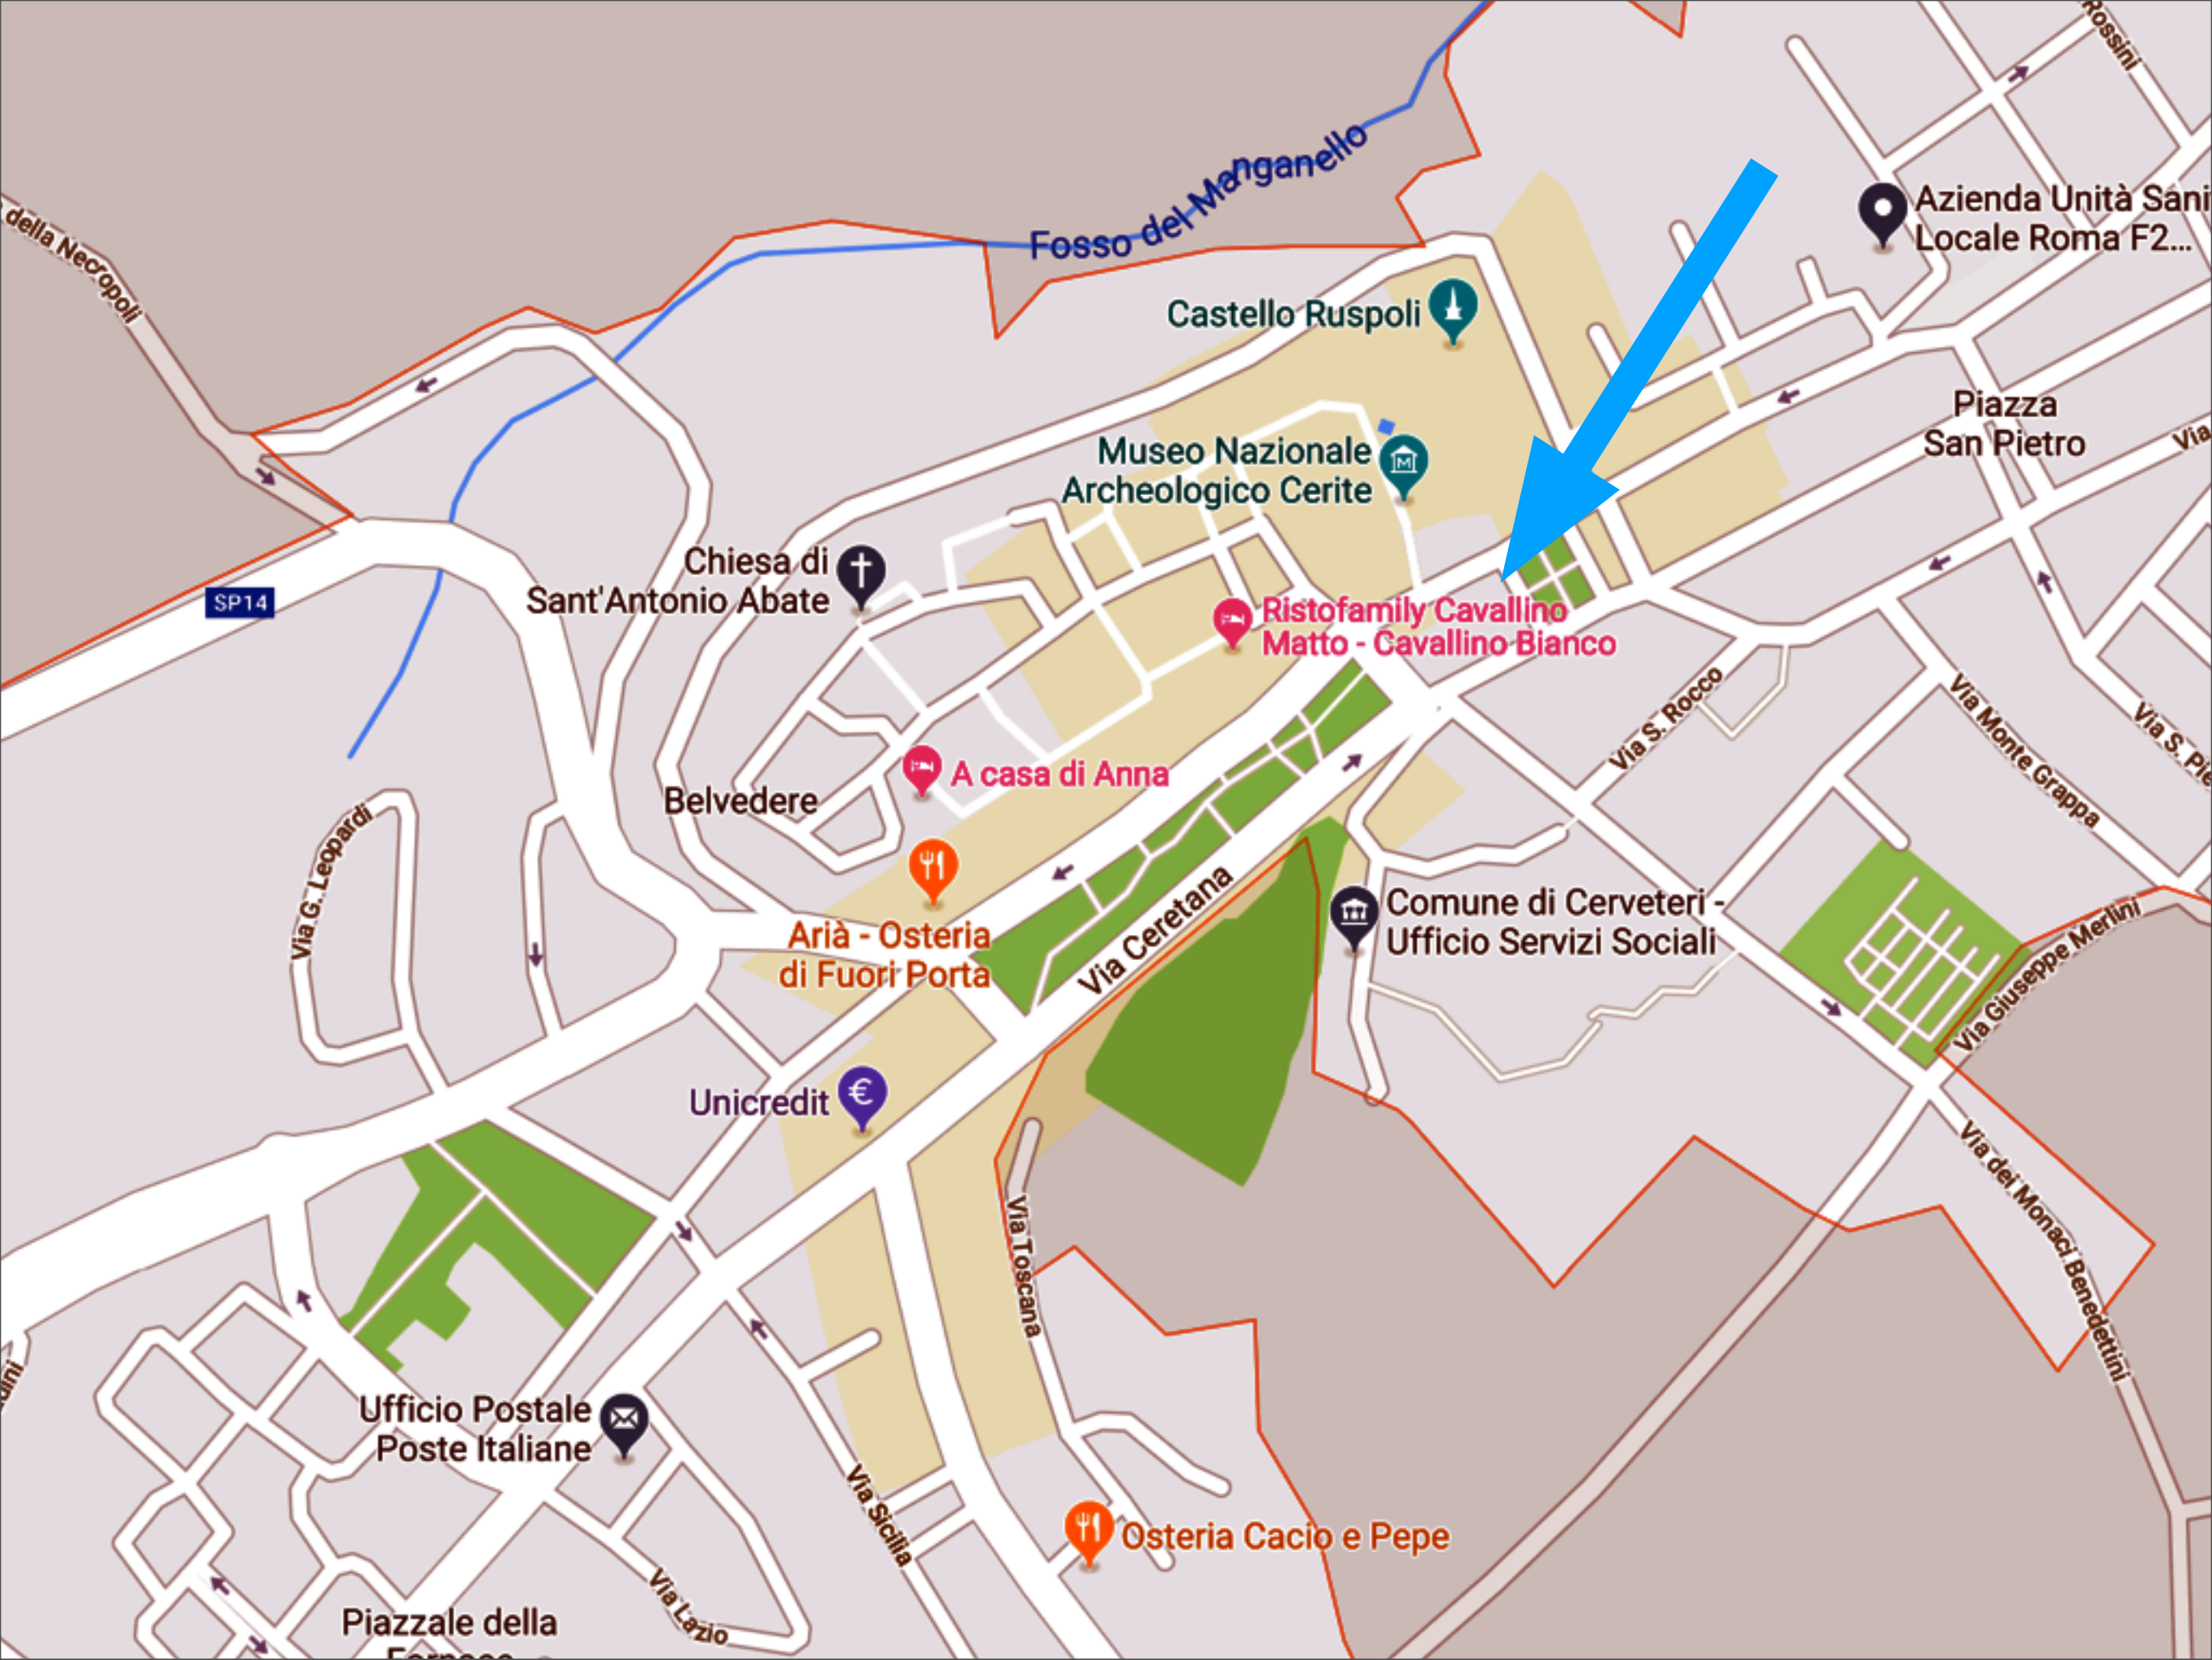 Rossini
Fosso del Manganello
Azienda Unità Sani
Locale Roma F2...
della Necropoli
Castello Ruspoli
Piazza
San Pietro
Via
Museo Nazionale
Archeologico Cerite
Chiesa di
Sant'Antonio Abate
SP14
Ristofamily Cavallino
Matto - Cavallino Bianco
Via S. Rocco
Via Monte Grappa
Via S. Pie
A casa di Anna
Belvedere
Via G. Leopardi
Via Ceretana
Comune di Cerveteri -
Ufficio Servizi Sociali
Arià - Osteria
di Fuori Porta
Via Giuseppe Merlini
Unicredit
€
Via dei Monaci Benedettini
Via Toscana
Ufficio Postale
Poste Italiane
Via Sicilia
Osteria Cacio e Pepe
Via Lazio
Piazzale della